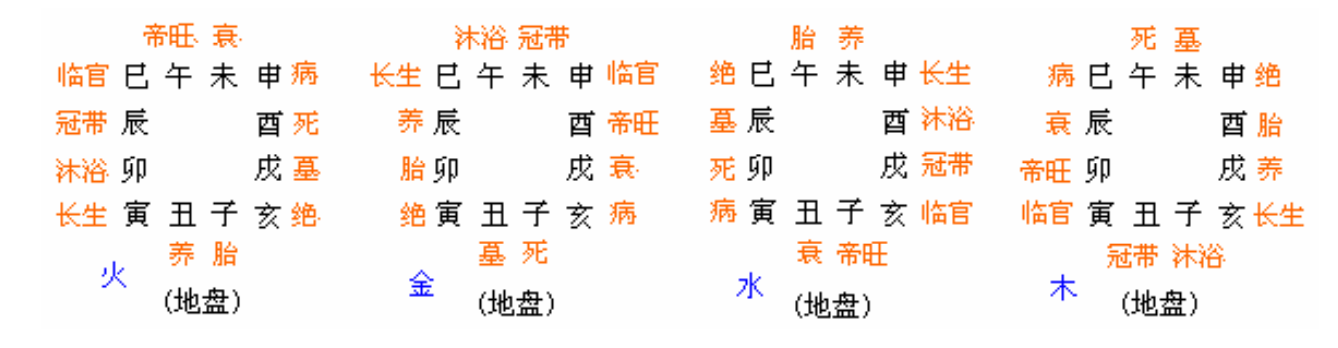 帝旺 衰 沐浴 冠带 胎 养 死 墓
临官 巳 午 未 申 病 长生 巳 午 未 申 临官 绝 巳 午 未 申 长生 病 巳 午 未 申 绝
冠带 辰 酉 死 养 辰 酉 帝旺 墓 辰 酉 沐浴 衰 辰 酉 胎
沐浴 卯 戌 墓 胎 卯 戌 衰 死 卯 戌 冠带 帝旺 卯 戌 养
长生 寅 丑 子 亥 绝 绝 寅 丑 子 亥 病 病 寅 丑 子 亥 临官 临官 寅 丑 子 亥 长生
养 胎 墓 死 衰 帝旺 冠带 沐浴
火 金 水 木
(地盘) (地盘) (地盘) (地盘)